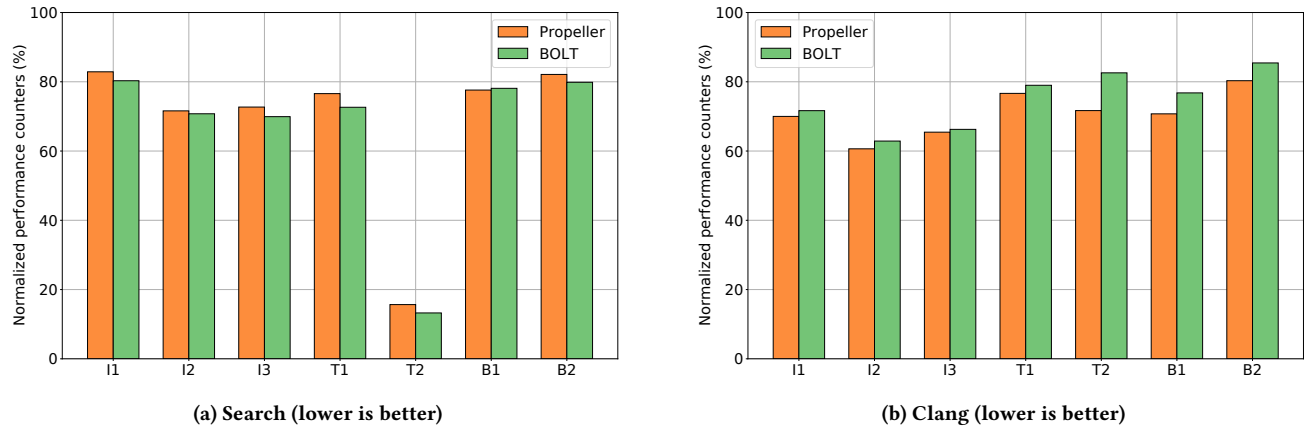 Normalized performance counters (%)
100
80
60
40
20
0
Propeller
BOLT
I1 I2 I3 T1 T2 B1 B2
(a) Search (lower is better)
Normalized performance counters (%)
100
80
60
40
20
0
Propeller
BOLT
I1 I2 I3 T1 T2 B1 B2
(b) Clang (lower is better)